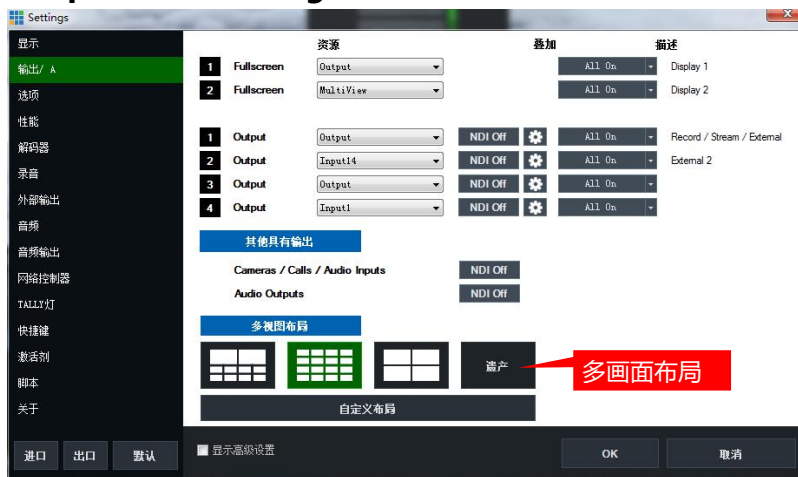 Settings
显示
输出/ A
选项
性能
解码器
录音
外部输出
音频
音频输出
网络控制器
TALLY灯
快捷键
激活剂
脚本
关于
进口 出口 默认
资源 叠加 描述
1 Fullscreen Output All On Display 1
2 Fullscreen MultiView All On Display 2
1 Output Output NDI Off All On Record / Stream / External
2 Output Input14 NDI Off All On External 2
3 Output Output NDI Off All On
4 Output Input1 NDI Off All On
其他具有输出
Cameras / Calls / Audio Inputs NDI Off
Audio Outputs NDI Off
多视图布局
遗产
多画面布局
自定义布局
显示高级设置 OK 取消